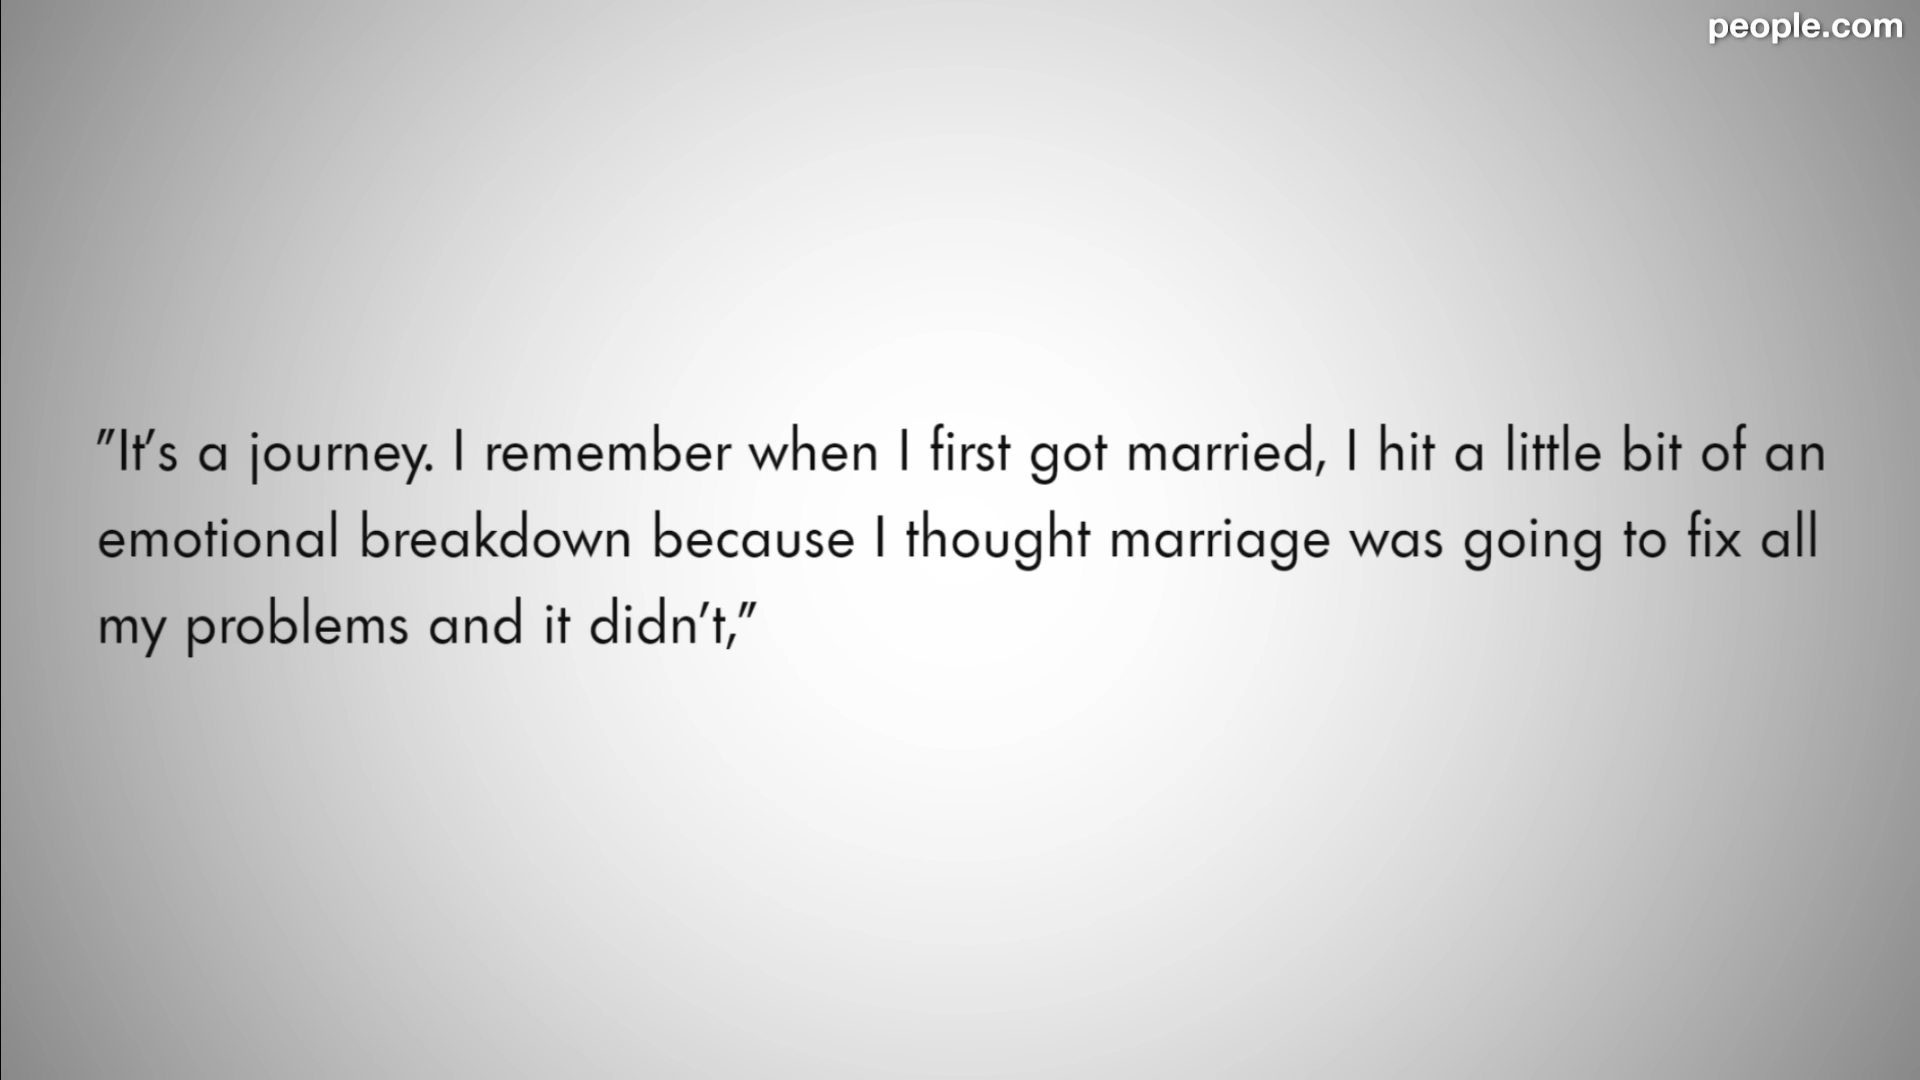 people.com
"It's a journey. I remember when I first got married, I hit a little bit of an
emotional breakdown because I thought marriage was going to fix all
my problems and it didn't,"